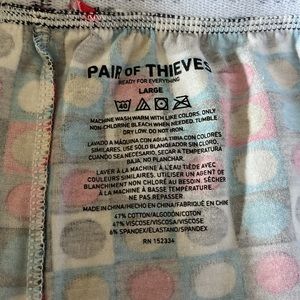 PAIR OF THIEVES
READY FOR EVERYTHING
LARGE
40
MACHINE WASH WARM WITH LIKE COLORS, ONLY
NON-CHLORINE BLEACH WHEN NEEDED. TUMBLE
DRY LOW. DO NOT IRON.
LAVADO A MÁQUINA CON AGUA TIBIA CON COLORES
SIMILARES. USE SÓLO BLANQUEADOR SIN CLORO,
CUANDO SEA NECESARIO. SECAR A TEMPERATURA
BAJA. NO PLANCHAR.
LAVER À LA MACHINE À L'EAU TIÈDE AVEC
COULEURS SIMILAIRES. UTILISER UN AGENT DE
BLANCHIMENT NON CHLORÉ AU BESOIN. SÉCHER
À LA MACHINE À BASSE TEMPÉRATURE.
NE PAS REPASSER.
MADE IN CHINA/HECHO EN CHINA/FABRIQUÉ EN CHINE
47% COTTON/ALGODÓN/COTON
47% VISCOSE/VISCOSA/VISCOSE
6% SPANDEX/ELASTANO/SPANDEX
RN 152334